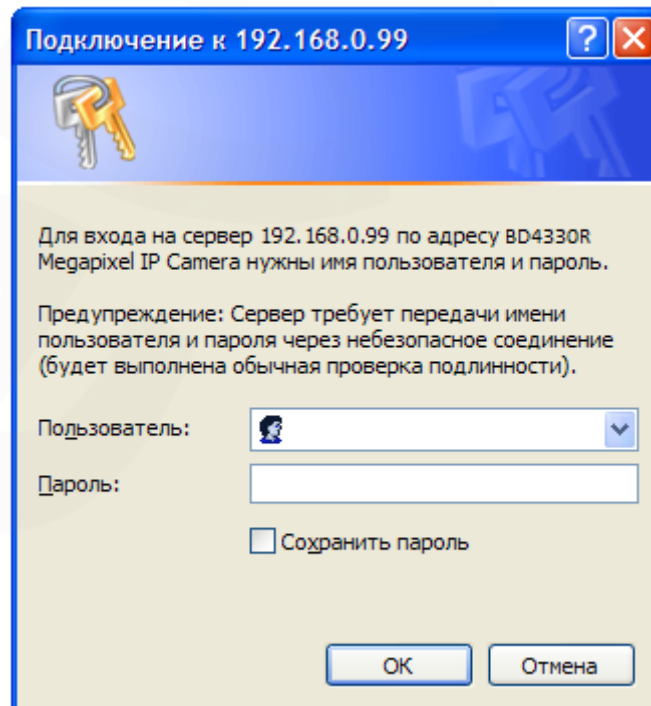 Подключение к 192.168.0.99
Для входа на сервер 192.168.0.99 по адресу BD4330R
Megapixel IP Camera нужны имя пользователя и пароль.
Предупреждение: Сервер требует передачи имени
пользователя и пароля через небезопасное соединение
(будет выполнена обычная проверка подлинности).
Пользователь:
Пароль:
Сохранить пароль
ОК
Отмена